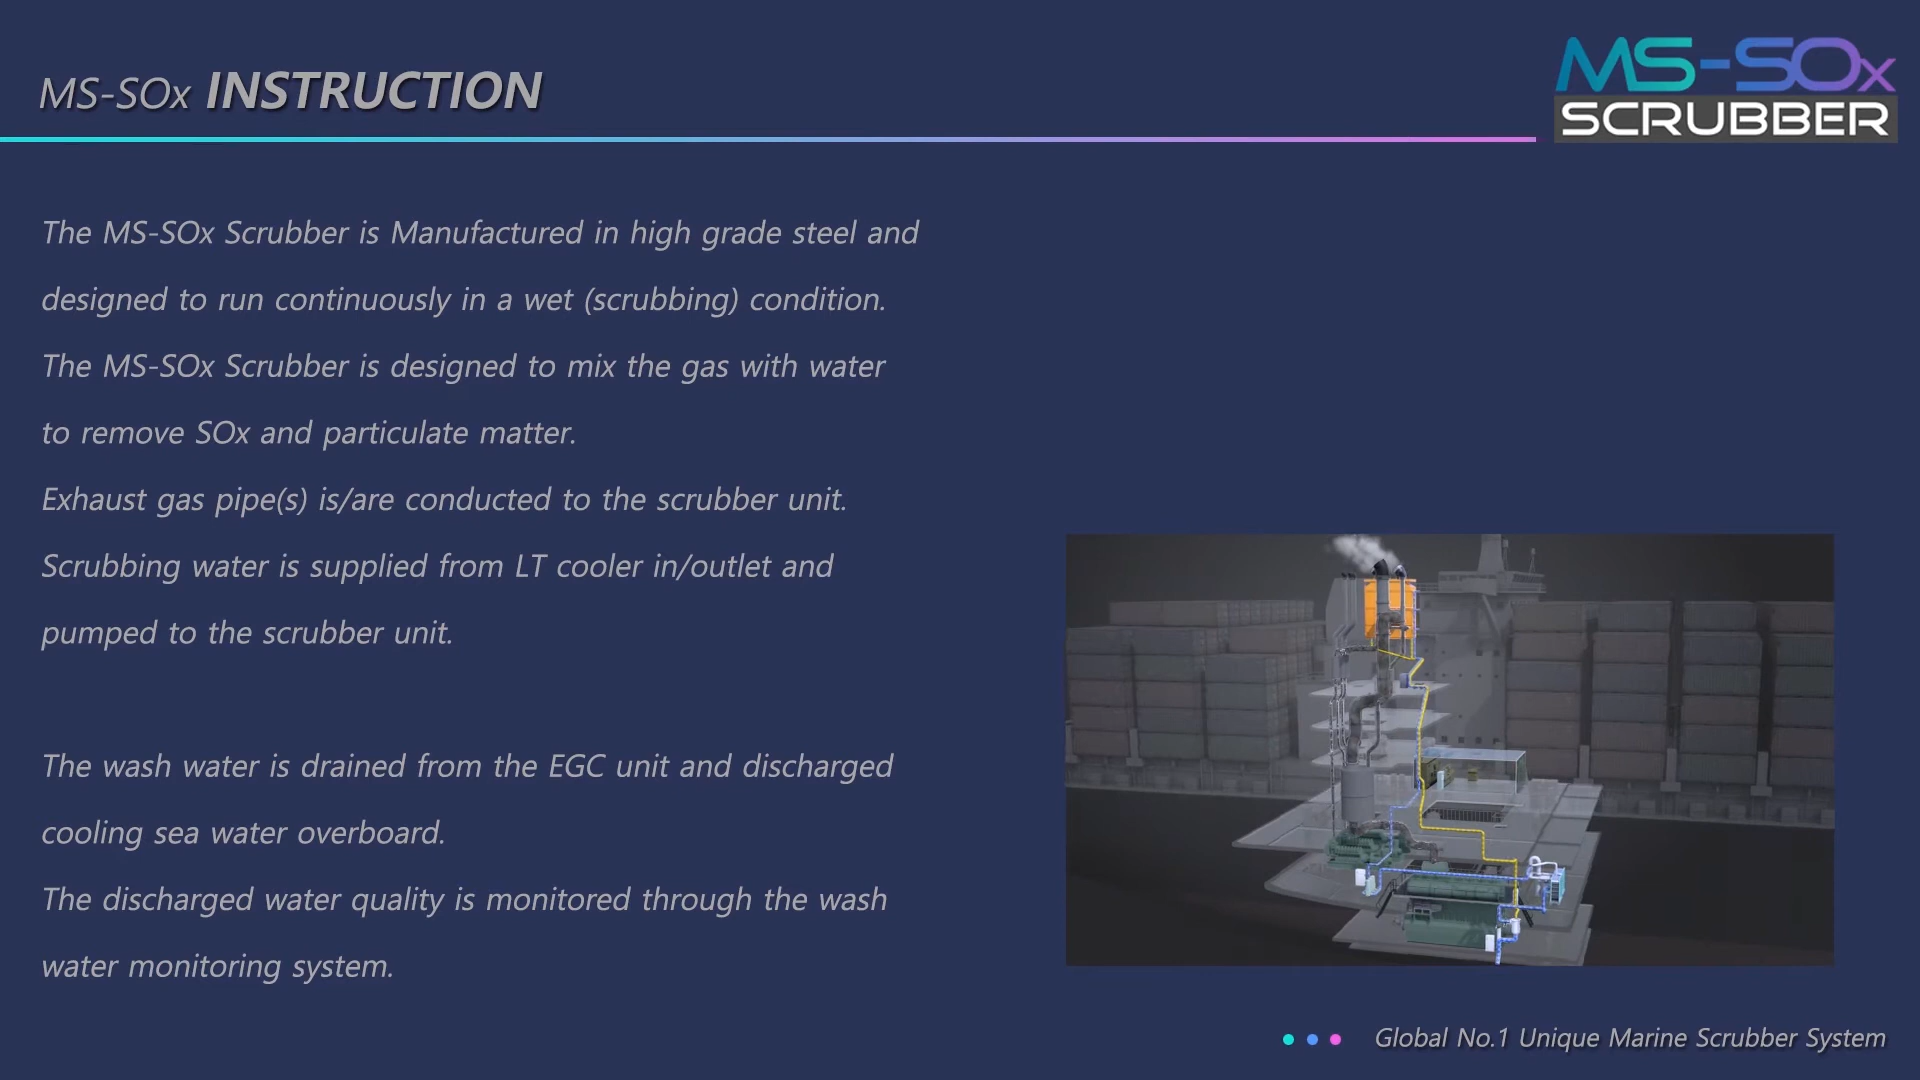 MS-SOx INSTRUCTION
MS-SOx
SCRUBBER
The MS-SOx Scrubber is Manufactured in high grade steel and
designed to run continuously in a wet (scrubbing) condition.
The MS-SOx Scrubber is designed to mix the gas with water
to remove SOx and particulate matter.
Exhaust gas pipe(s) is/are conducted to the scrubber unit.
Scrubbing water is supplied from LT cooler in/outlet and
pumped to the scrubber unit.
The wash water is drained from the EGC unit and discharged
cooling sea water overboard.
The discharged water quality is monitored through the wash
water monitoring system.
Global No.1 Unique Marine Scrubber System